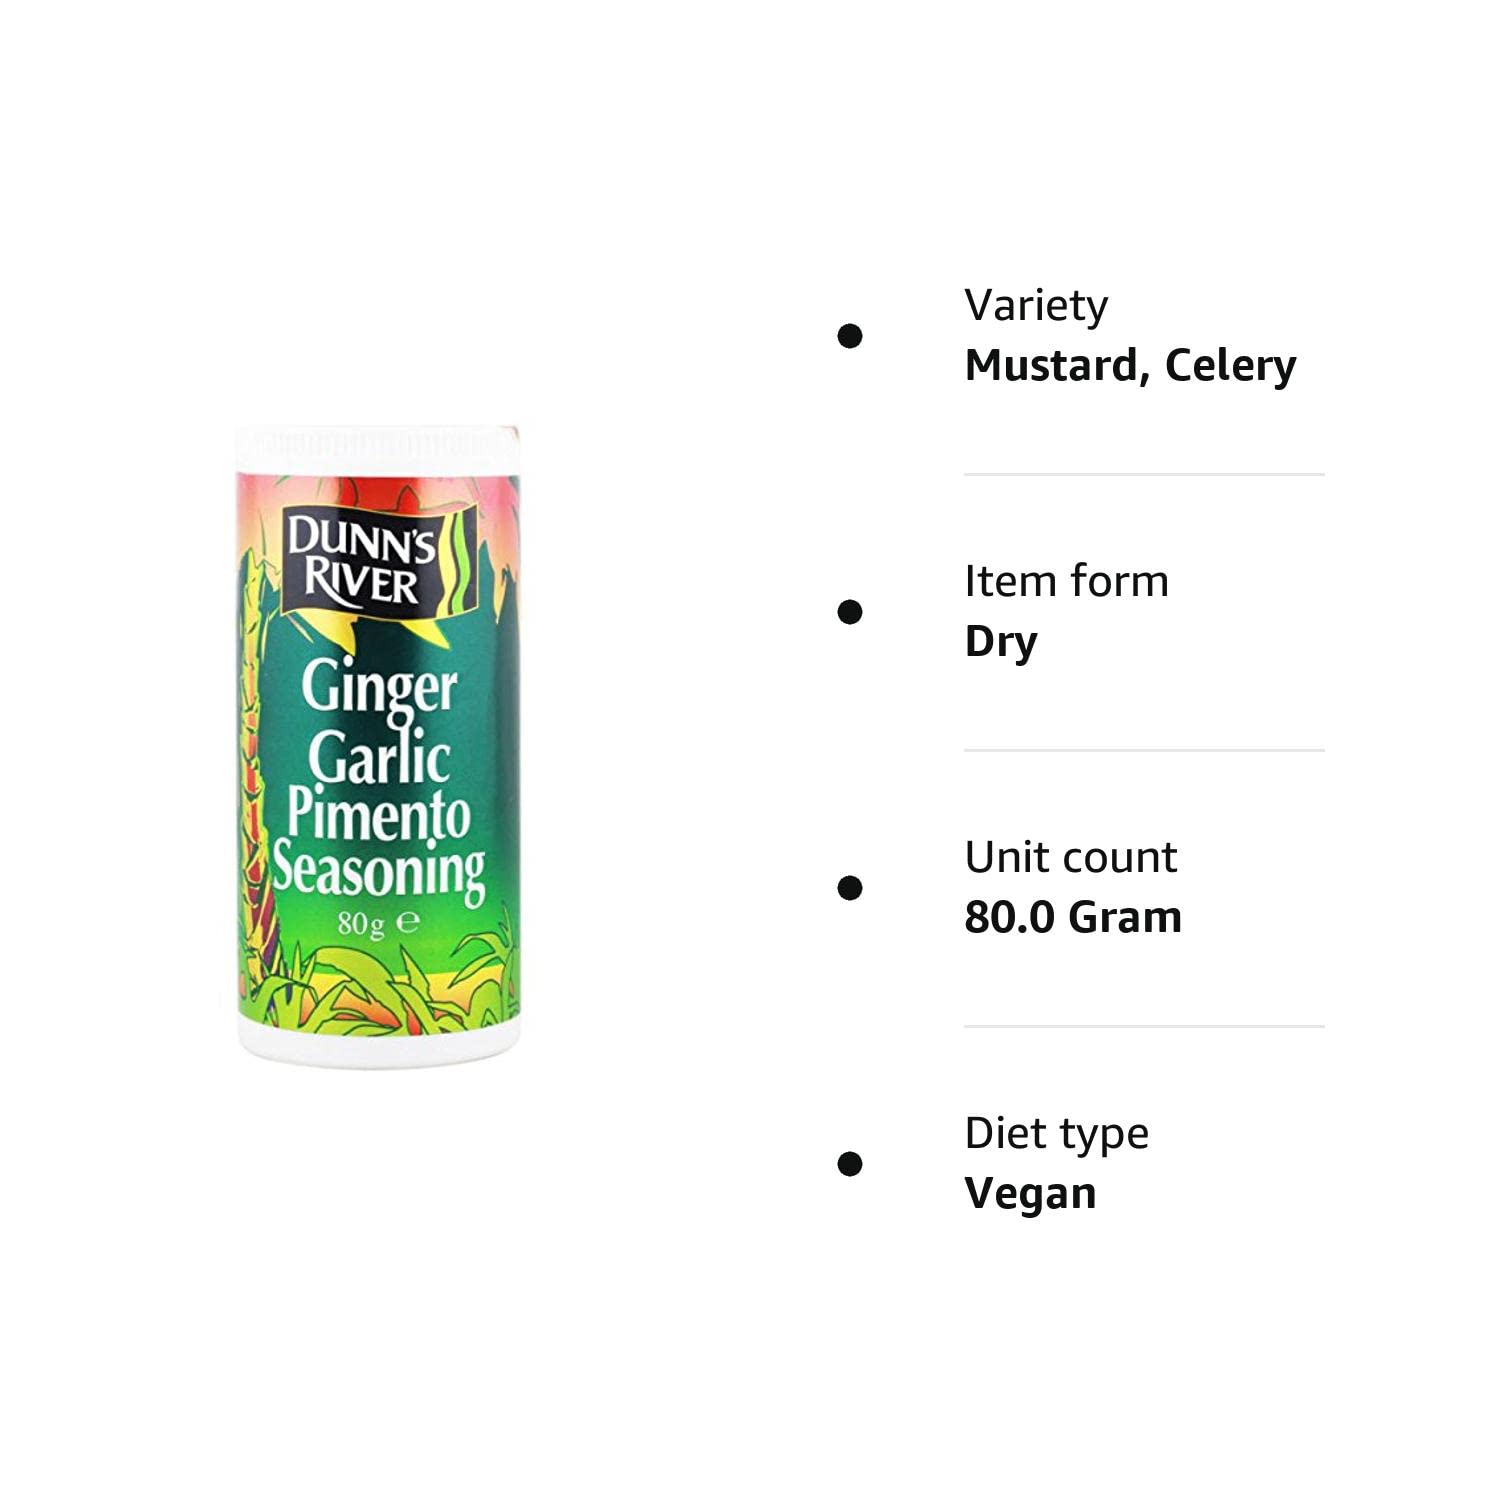 DUNN'S
RIVER
Ginger
Garlic
Pimento
Seasoning
80g ℮
Variety
Mustard, Celery
Item form
Dry
Unit count
80.0 Gram
Diet type
Vegan